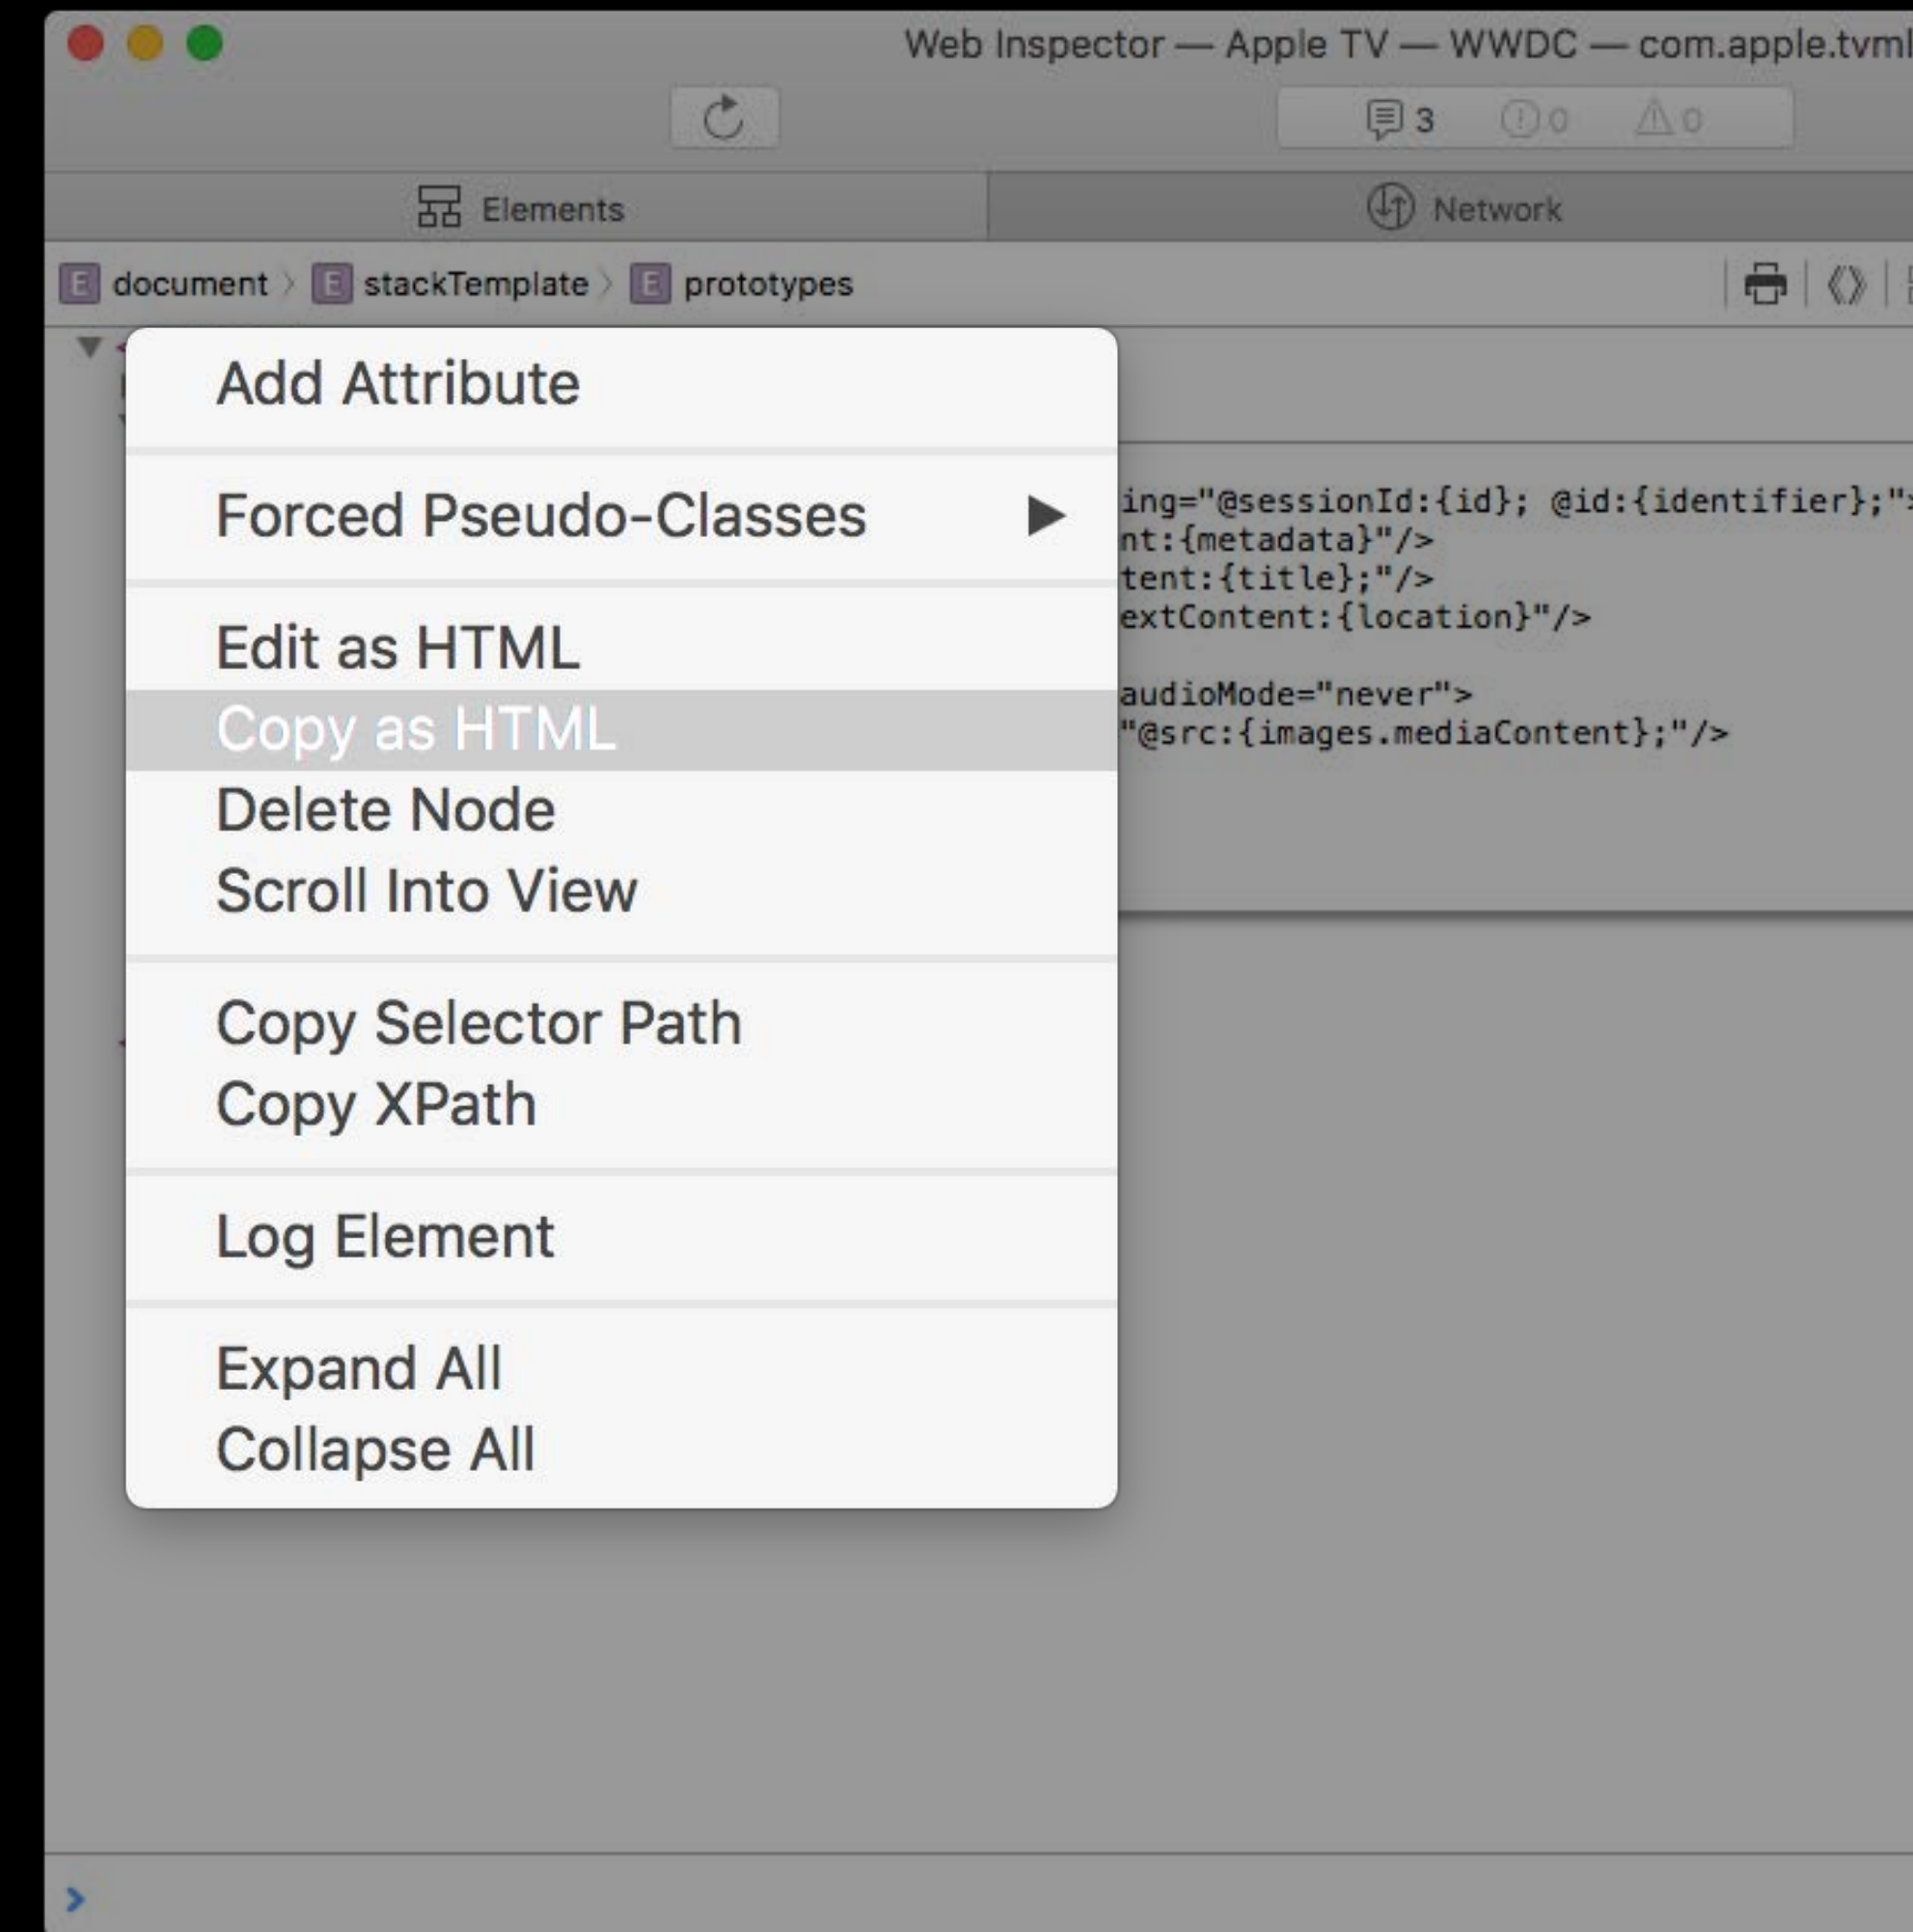 Web Inspector — Apple TV — WWDC — com.apple.tvml
3 0 0
Elements Network
E document E stackTemplate E prototypes
Add Attribute
Forced Pseudo-Classes
ing="@sessionId:{id}; @id:{identifier};">
nt:{metadata}"/>
tent:{title};"/>
extContent:{location}"/>
Edit as HTML
audioMode="never">
Copy as HTML
"@src:{images.mediaContent};"/>
Delete Node
Scroll Into View
Copy Selector Path
Copy XPath
Log Element
Expand All
Collapse All